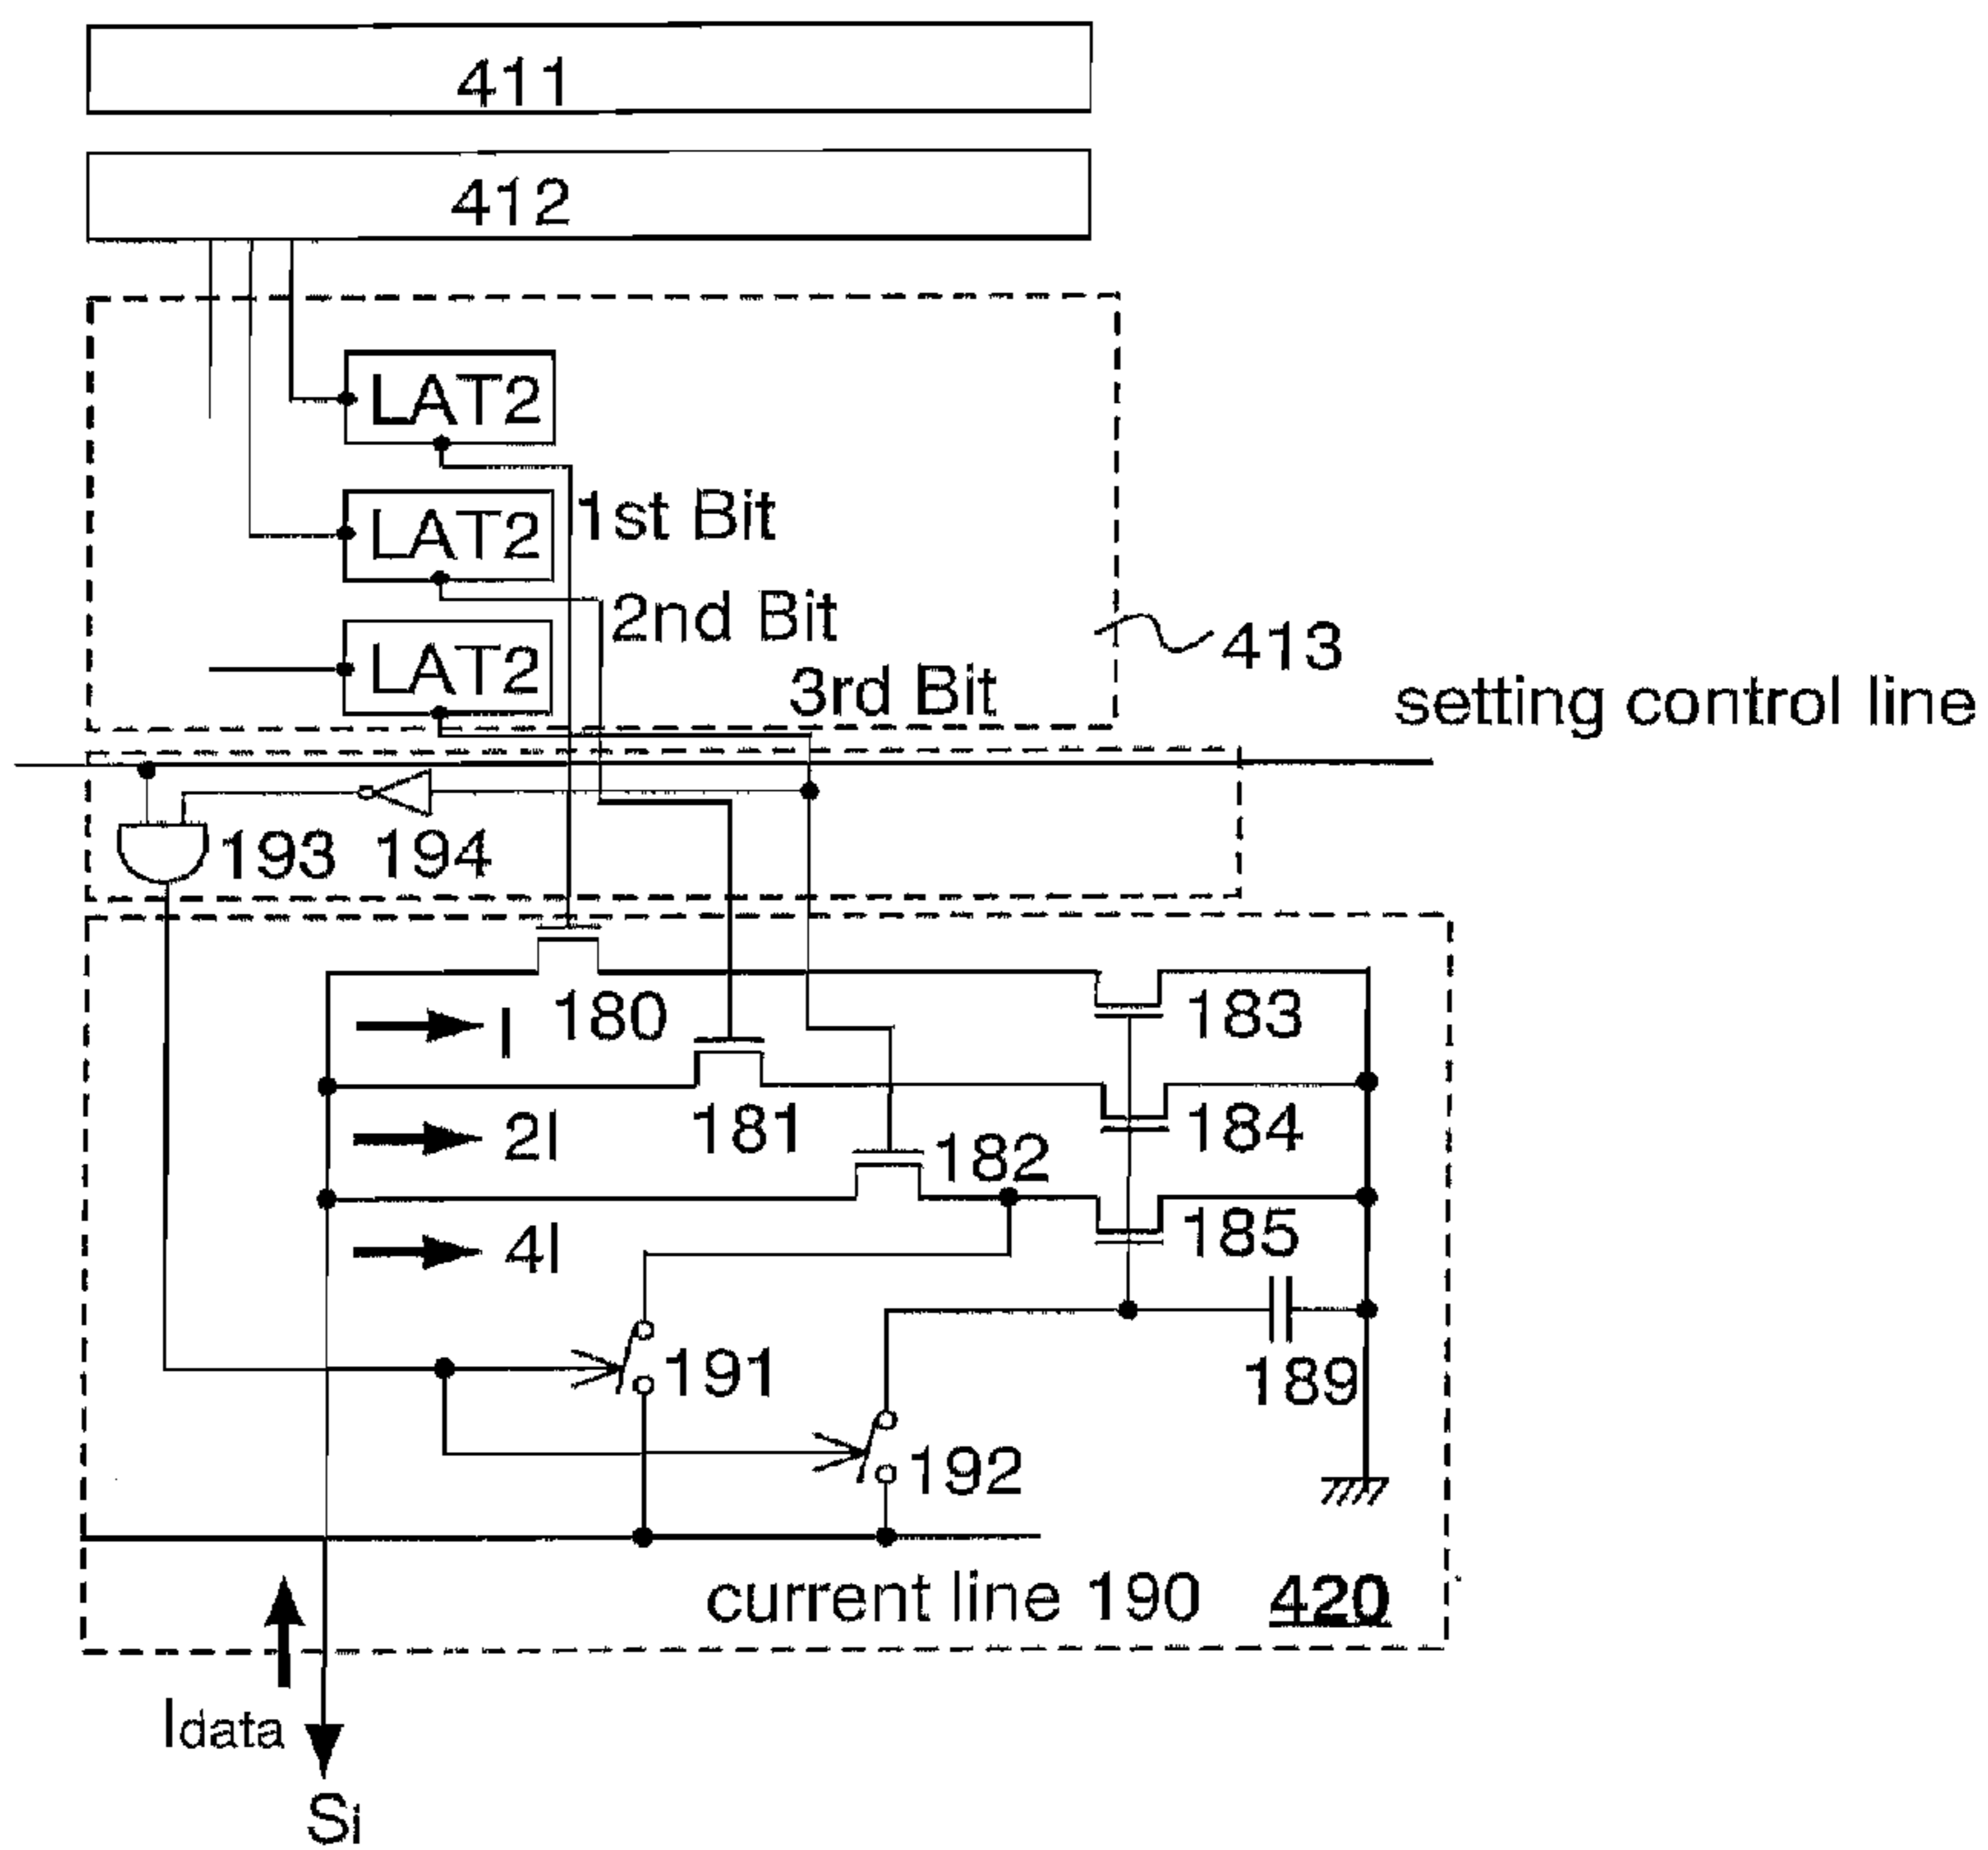 411
412
LAT2
LAT2
1st Bit
LAT2
2nd Bit
413
3rd Bit
setting control line
193
194
180
183
I
181
184
2I
182
185
4I
191
189
192
current line 190
420
Idata
Si